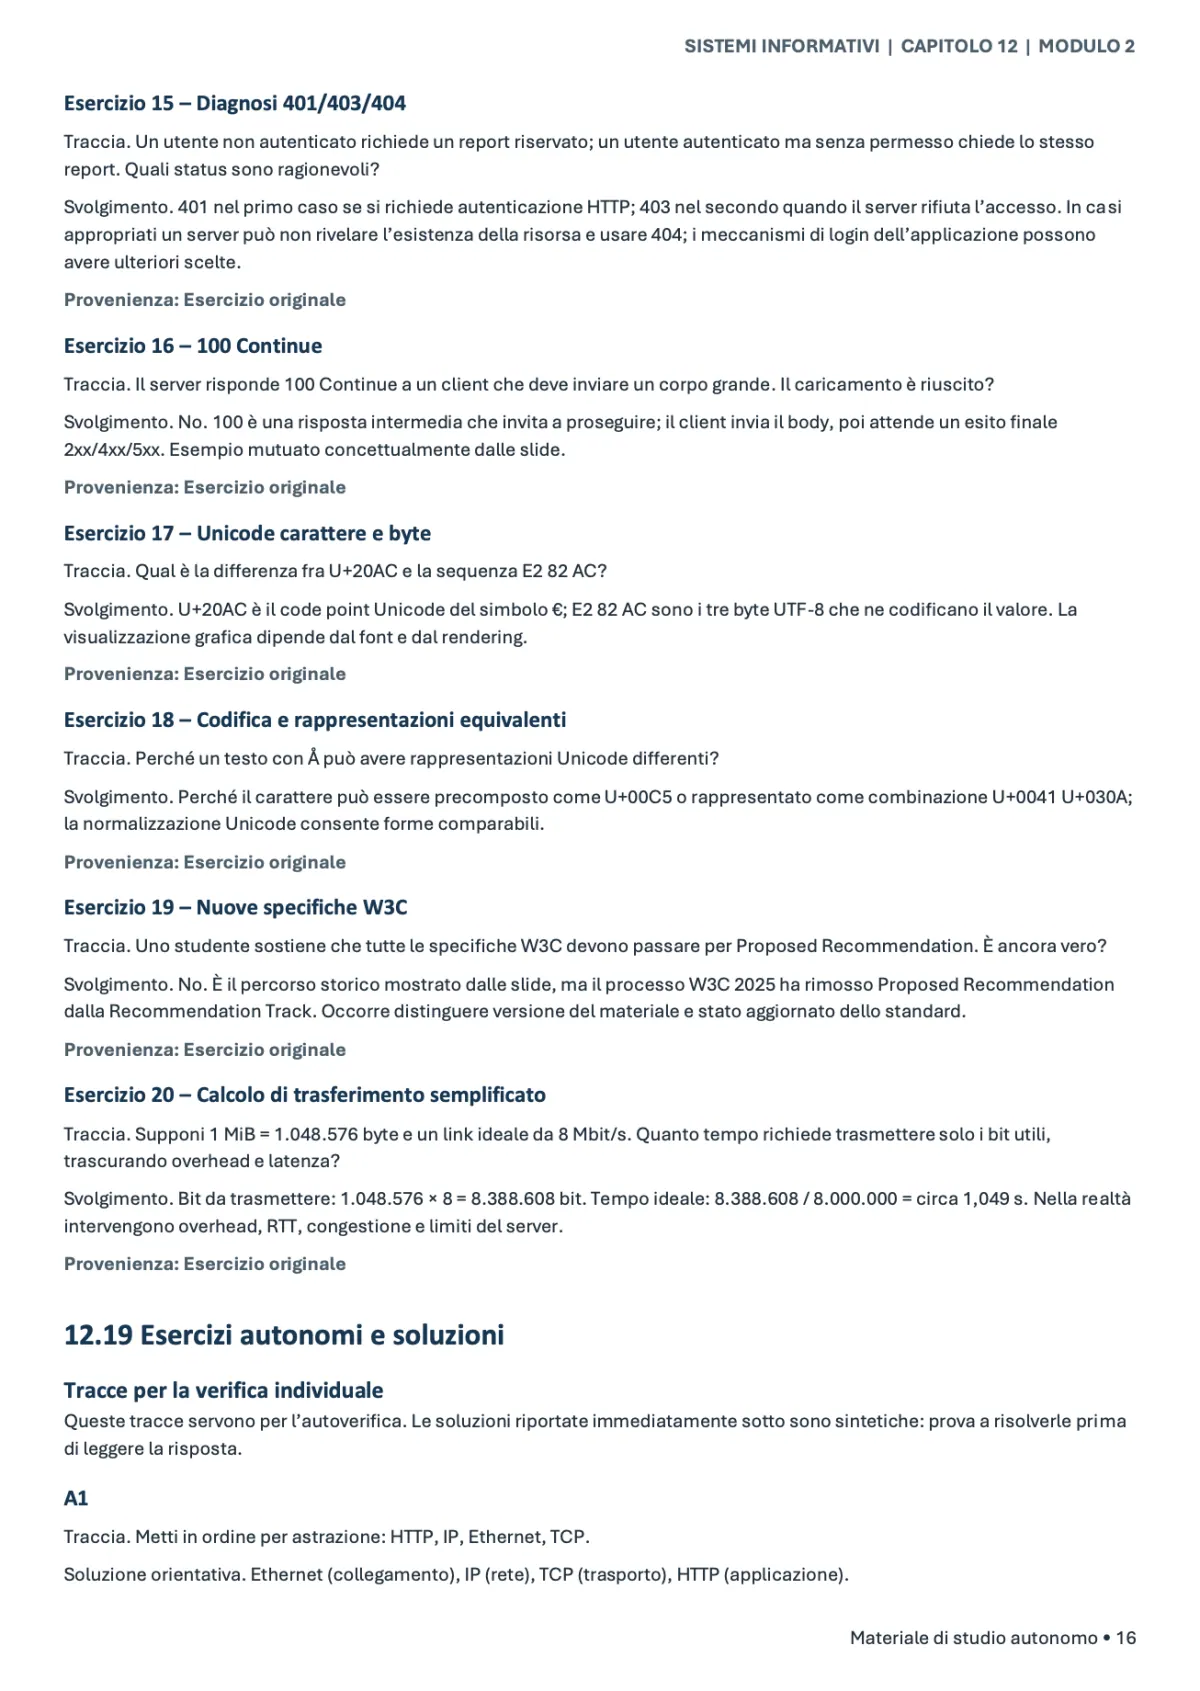 SISTEMI INFORMATIVI | CAPITOLO 12 | MODULO 2
Esercizio 15 – Diagnosi 401/403/404
Traccia. Un utente non autenticato richiede un report riservato; un utente autenticato ma senza permesso chiede lo stesso
report. Quali status sono ragionevoli?
Svolgimento. 401 nel primo caso se si richiede autenticazione HTTP; 403 nel secondo quando il server rifiuta l’accesso. In casi
appropriati un server può non rivelare l’esistenza della risorsa e usare 404; i meccanismi di login dell’applicazione possono
avere ulteriori scelte.
Provenienza: Esercizio originale
Esercizio 16 – 100 Continue
Traccia. Il server risponde 100 Continue a un client che deve inviare un corpo grande. Il caricamento è riuscito?
Svolgimento. No. 100 è una risposta intermedia che invita a proseguire; il client invia il body, poi attende un esito finale
2xx/4xx/5xx. Esempio mutuato concettualmente dalle slide.
Provenienza: Esercizio originale
Esercizio 17 – Unicode carattere e byte
Traccia. Qual è la differenza fra U+20AC e la sequenza E2 82 AC?
Svolgimento. U+20AC è il code point Unicode del simbolo €; E2 82 AC sono i tre byte UTF-8 che ne codificano il valore. La
visualizzazione grafica dipende dal font e dal rendering.
Provenienza: Esercizio originale
Esercizio 18 – Codifica e rappresentazioni equivalenti
Traccia. Perché un testo con Å può avere rappresentazioni Unicode differenti?
Svolgimento. Perché il carattere può essere precomposto come U+00C5 o rappresentato come combinazione U+0041 U+030A;
la normalizzazione Unicode consente forme comparabili.
Provenienza: Esercizio originale
Esercizio 19 – Nuove specifiche W3C
Traccia. Uno studente sostiene che tutte le specifiche W3C devono passare per Proposed Recommendation. È ancora vero?
Svolgimento. No. È il percorso storico mostrato dalle slide, ma il processo W3C 2025 ha rimosso Proposed Recommendation
dalla Recommendation Track. Occorre distinguere versione del materiale e stato aggiornato dello standard.
Provenienza: Esercizio originale
Esercizio 20 – Calcolo di trasferimento semplificato
Traccia. Supponi 1 MiB = 1.048.576 byte e un link ideale da 8 Mbit/s. Quanto tempo richiede trasmettere solo i bit utili,
trascurando overhead e latenza?
Svolgimento. Bit da trasmettere: 1.048.576 × 8 = 8.388.608 bit. Tempo ideale: 8.388.608 / 8.000.000 = circa 1,049 s. Nella realtà
intervengono overhead, RTT, congestione e limiti del server.
Provenienza: Esercizio originale
12.19 Esercizi autonomi e soluzioni
Tracce per la verifica individuale
Queste tracce servono per l’autoverifica. Le soluzioni riportate immediatamente sotto sono sintetiche: prova a risolverle prima
di leggere la risposta.
A1
Traccia. Metti in ordine per astrazione: HTTP, IP, Ethernet, TCP.
Soluzione orientativa. Ethernet (collegamento), IP (rete), TCP (trasporto), HTTP (applicazione).
Materiale di studio autonomo • 16